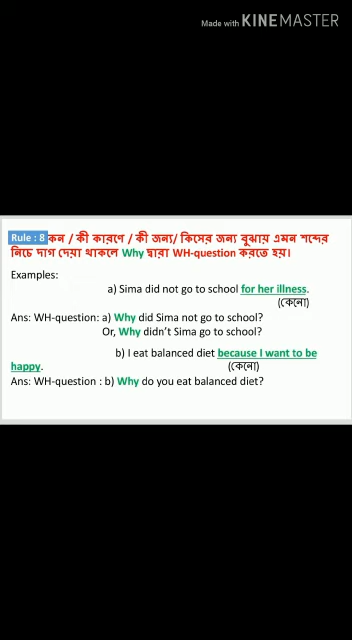 Made with KINEMASTER
Rule : 8 কন / কী কারণে / কী জন্য/ কিসের জন্য বুঝায় এমন শব্দের
নিচে দাগ দেয়া থাকলে Why দ্বারা WH-question করতে হয়।
Examples:
a) Sima did not go to school for her illness.
(কেনো)
Ans: WH-question: a) Why did Sima not go to school?
Or, Why didn't Sima go to school?
b) I eat balanced diet because I want to be
happy. (কেনো)
Ans: WH-question : b) Why do you eat balanced diet?